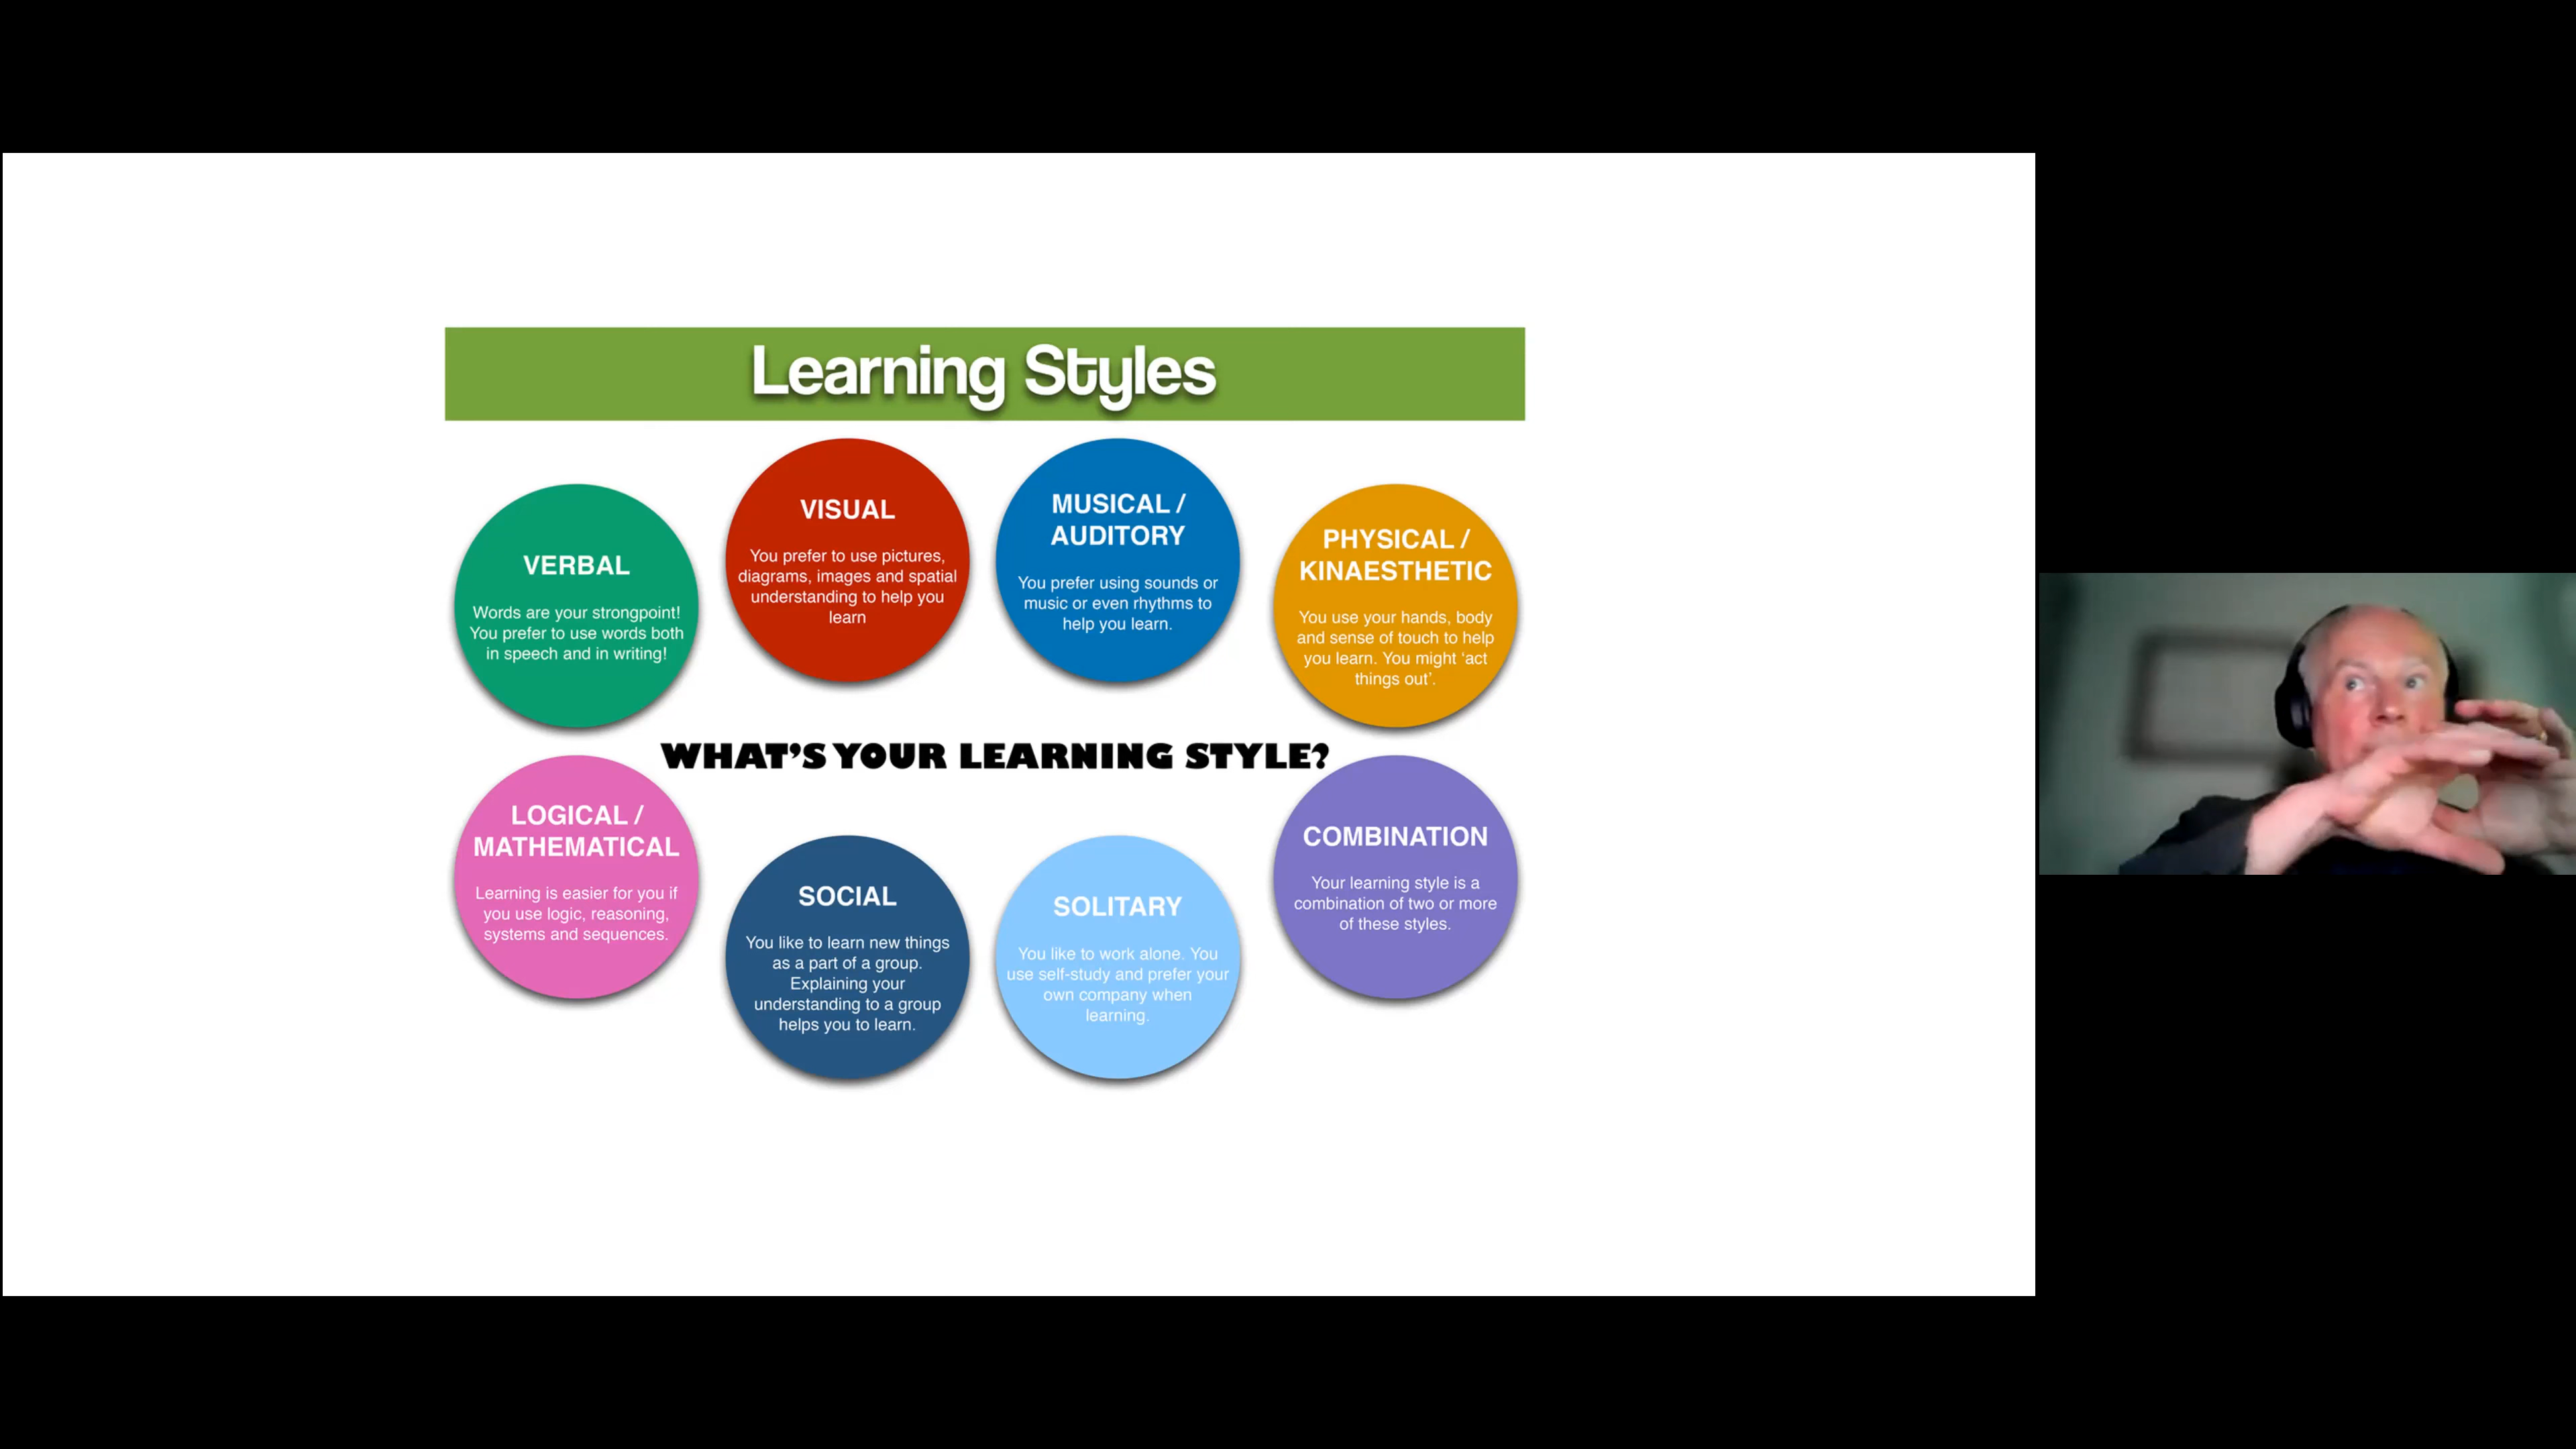 Learning Styles
VERBAL
Words are your strongpoint!
You prefer to use words both
in speech and in writing!
VISUAL
You prefer to use pictures,
diagrams, images and spatial
understanding to help you
learn
MUSICAL /
AUDITORY
You prefer using sounds or
music or even rhythms to
help you learn.
PHYSICAL /
KINAESTHETIC
You use your hands, body
and sense of touch to help
you learn. You might ‘act
things out’.
WHAT’S YOUR LEARNING STYLE?
LOGICAL /
MATHEMATICAL
Learning is easier for you if
you use logic, reasoning,
systems and sequences.
SOCIAL
You like to learn new things
as a part of a group.
Explaining your
understanding to a group
helps you to learn.
SOLITARY
You like to work alone. You
use self-study and prefer your
own company when
learning.
COMBINATION
Your learning style is a
combination of two or more
of these styles.